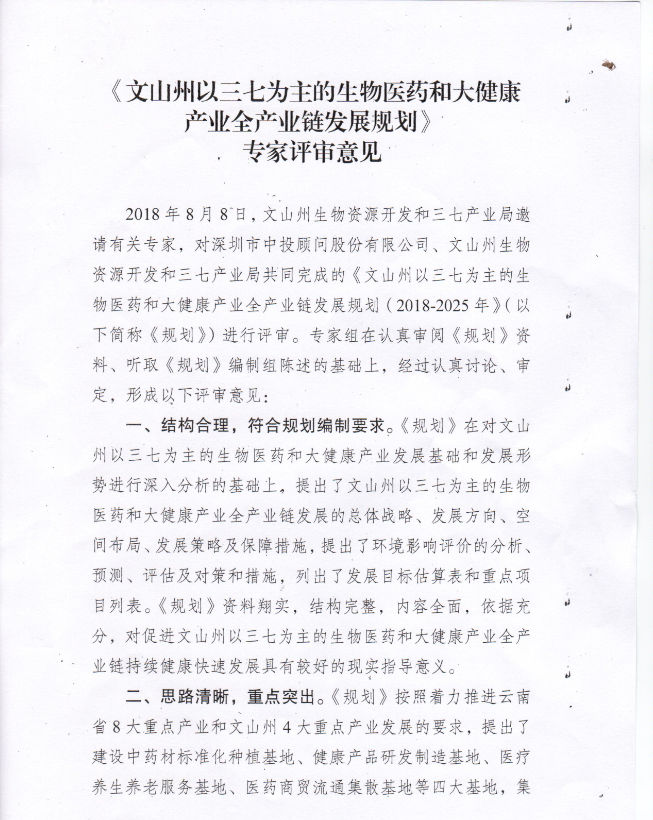 《文山州以三七为主的生物医药和大健康
产业全产业链发展规划》
专家评审意见
2018年8月8日，文山州生物资源开发和三七产业局邀
请有关专家，对深圳市中投顾问股份有限公司、文山州生物
资源开发和三七产业局共同完成的《文山州以三七为主的生
物医药和大健康产业全产业链发展规划（2018-2025年》（以
下简称《规划》）进行评审。专家组在认真审阅《规划》资
料、听取《规划》编制组陈述的基础上，经过认真讨论、审
定，形成以下评审意见：
一、结构合理，符合规划编制要求。《规划》在对文山
州以三七为主的生物医药和大健康产业发展基础和发展形
势进行深入分析的基础上，提出了文山州以三七为主的生物
医药和大健康产业全产业链发展的总体战略、发展方向、空
间布局、发展策略及保障措施，提出了环境影响评价的分析、
预测、评估及对策和措施，列出了发展目标估算表和重点项
目列表。《规划》资料翔实，结构完整，内容全面，依据充
分，对促进文山州以三七为主的生物医药和大健康产业全产
业链持续健康快速发展具有较好的现实指导意义。
二、思路清晰，重点突出。《规划》按照着力推进云南
省8大重点产业和文山州4大重点产业发展的要求，提出了
建设中药材标准化种植基地、健康产品研发制造基地、医疗
养生养老服务基地、医药商贸流通集散基地等四大基地，集